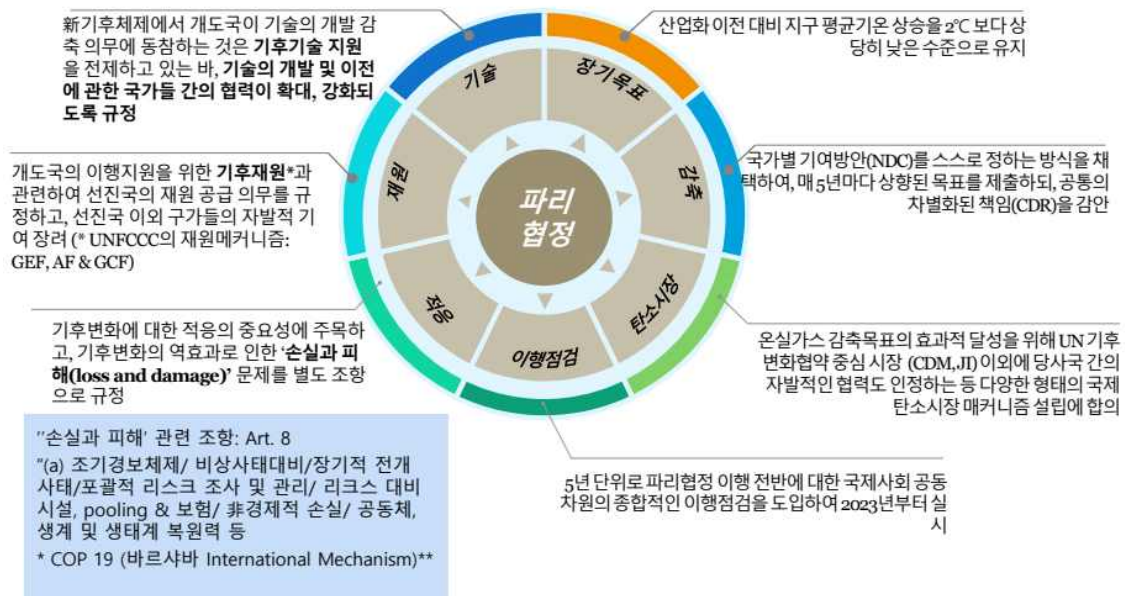 新기후체제에서 개도국이 기술의 개발 감
축 의무에 동참하는 것은 기후기술 지원
을 전제하고 있는 바, 기술의 개발 및 이전
에 관한 국가들 간의 협력이 확대, 강화되
도록 규정
개도국의 이행지원을 위한 기후재원*과
관련하여 선진국의 재원 공급 의무를 규
정하고, 선진국 이외 구가들의 자발적 기
여 장려 (* UNFCCC의 재원메커니즘:
GEF, AF & GCF)
기후변화에 대한 적응의 중요성에 주목하
고, 기후변화의 역효과로 인한 ‘손실과 피
해(loss and damage)’ 문제를 별도 조항
으로 규정
''손실과 피해' 관련 조항: Art. 8
"(a) 조기경보체제/ 비상사태대비/장기적 전개
사태/포괄적 리스크 조사 및 관리/ 리크스 대비
시설, pooling & 보험/ 非경제적 손실/ 공동체,
생계 및 생태계 복원력 등
* COP 19 (바르샤바 International Mechanism)**
기술
장기목표
재원
감축
파리
협정
적응
탄소시장
이행점검
산업화 이전 대비 지구 평균기온 상승을 2℃ 보다 상
당히 낮은 수준으로 유지
국가별 기여방안(NDC)를 스스로 정하는 방식을 채
택하여, 매 5년마다 상향된 목표를 제출하되, 공통의
차별화된 책임(CDR)을 감안
온실가스 감축목표의 효과적 달성을 위해 UN 기후
변화협약 중심 시장 (CDM, JI) 이외에 당사국 간의
자발적인 협력도 인정하는 등 다양한 형태의 국제
탄소시장 매커니즘 설립에 합의
5년 단위로 파리협정 이행 전반에 대한 국제사회 공동
차원의 종합적인 이행점검을 도입하여 2023년부터 실
시